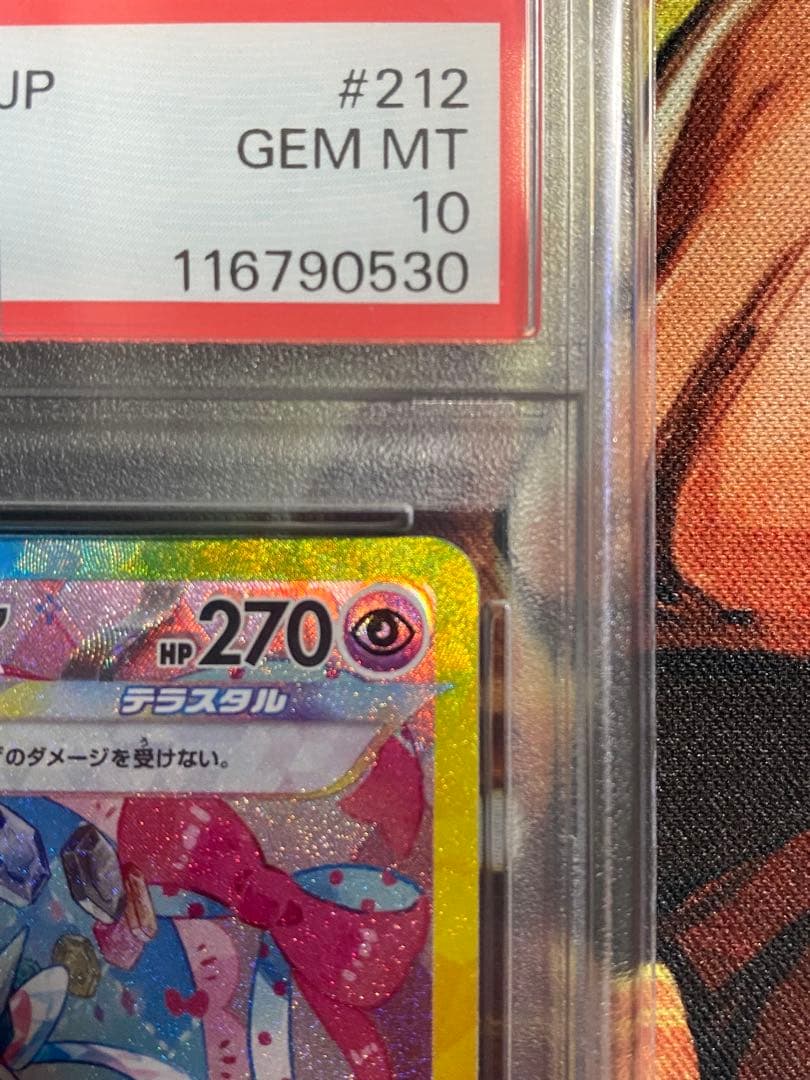 JP #212
GEM MT
10
116790530
HP270
テラスタル
のダメージを受けない。